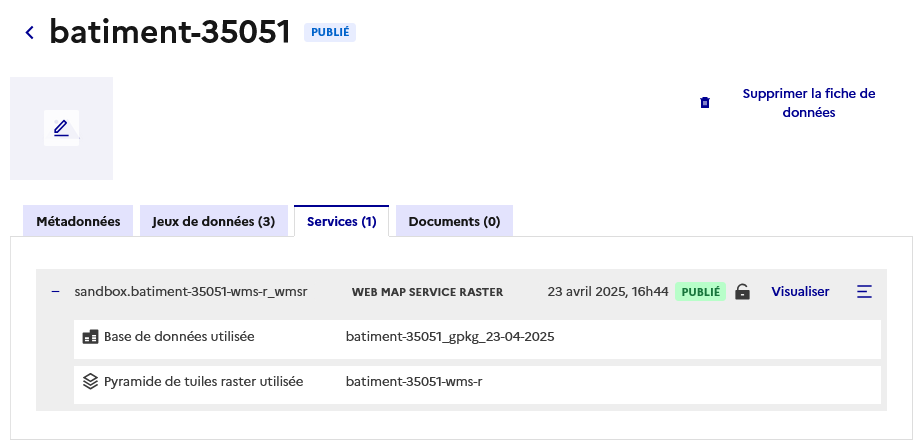 batiment-35051 PUBLIÉ
Supprimer la fiche de
données
Métadonnées Jeux de données (3) Services (1) Documents (0)
sandbox.batiment-35051-wms-r_wmsr WEB MAP SERVICE RASTER 23 avril 2025, 16h44 PUBLIÉ Visualiser
Base de données utilisée batiment-35051_gpkg_23-04-2025
Pyramide de tuiles raster utilisée batiment-35051-wms-r